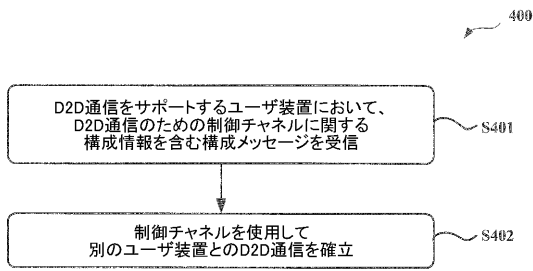 400
D2D通信をサポートするユーザ装置において、
D2D通信のための制御チャネルに関する
構成情報を含む構成メッセージを受信
S401
制御チャネルを使用して
別のユーザ装置とのD2D通信を確立
S402